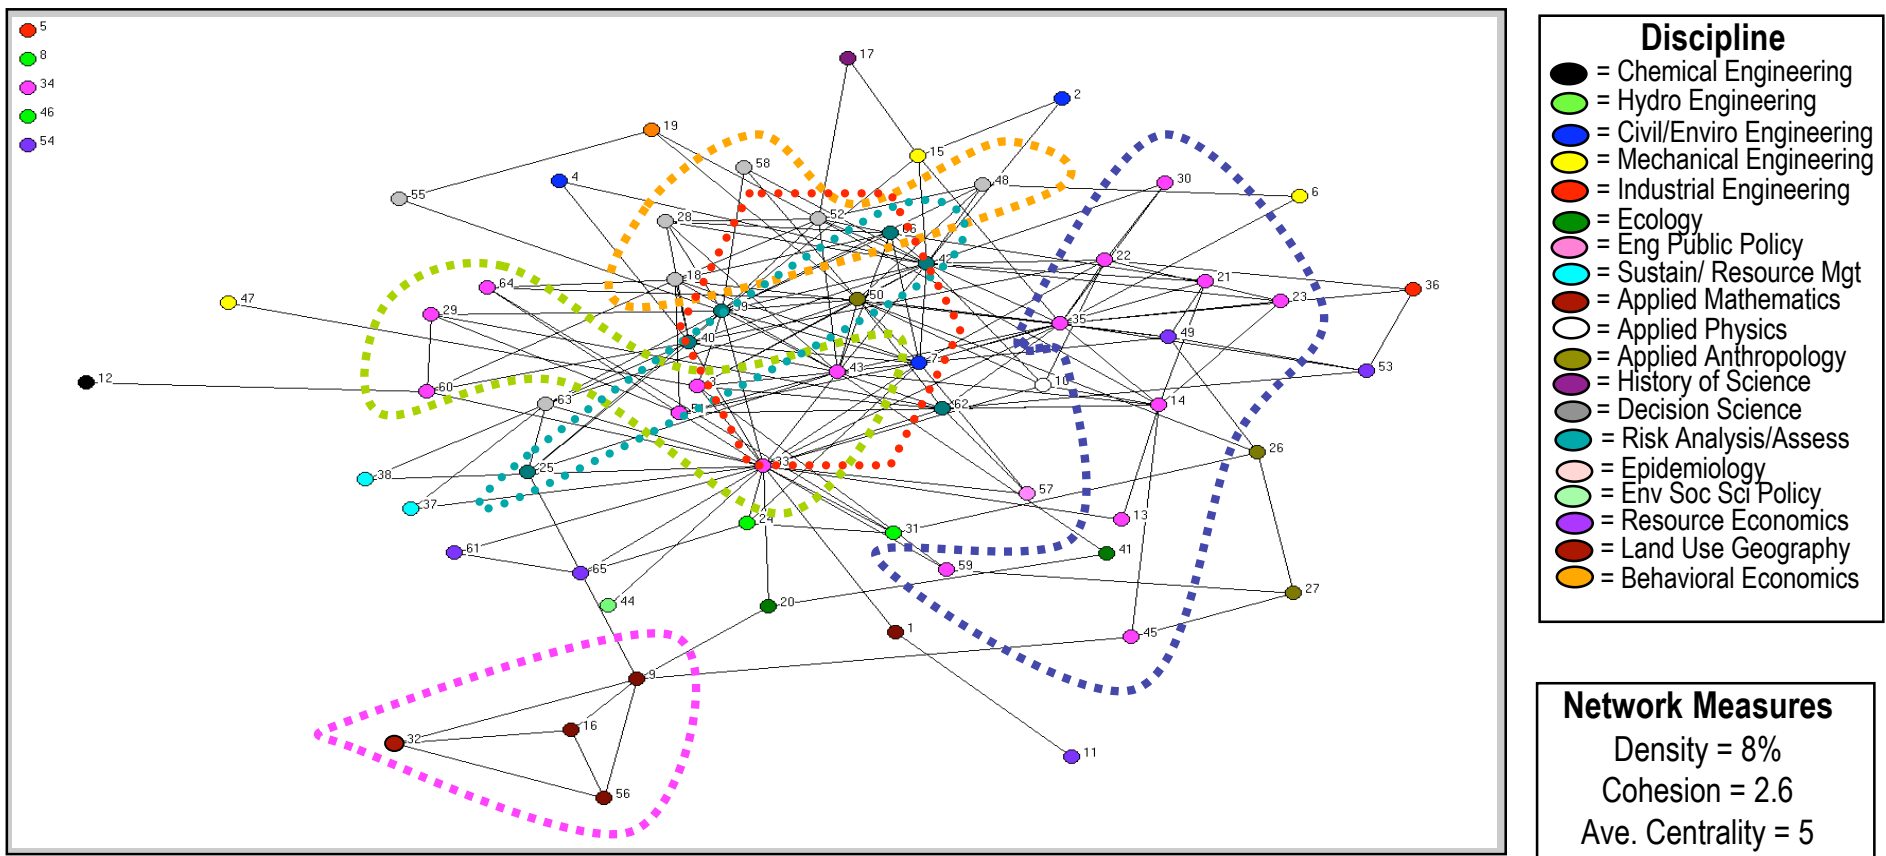 5
8
34
46
54
17
2
19
15
58
4
48
30
6
55
52
28
66
42
22
18
21
64
36
50
23
47
29
39
35
49
40
7
43
53
12
3
10
60
63
14
62
26
33
25
38
57
37
13
24
31
41
61
59
65
27
44
20
1
45
9
16
32
11
56
Discipline
= Chemical Engineering
= Hydro Engineering
= Civil/Enviro Engineering
= Mechanical Engineering
= Industrial Engineering
= Ecology
= Eng Public Policy
= Sustain/ Resource Mgt
= Applied Mathematics
= Applied Physics
= Applied Anthropology
= History of Science
= Decision Science
= Risk Analysis/Assess
= Epidemiology
= Env Soc Sci Policy
= Resource Economics
= Land Use Geography
= Behavioral Economics
Network Measures
Density = 8%
Cohesion = 2.6
Ave. Centrality = 5